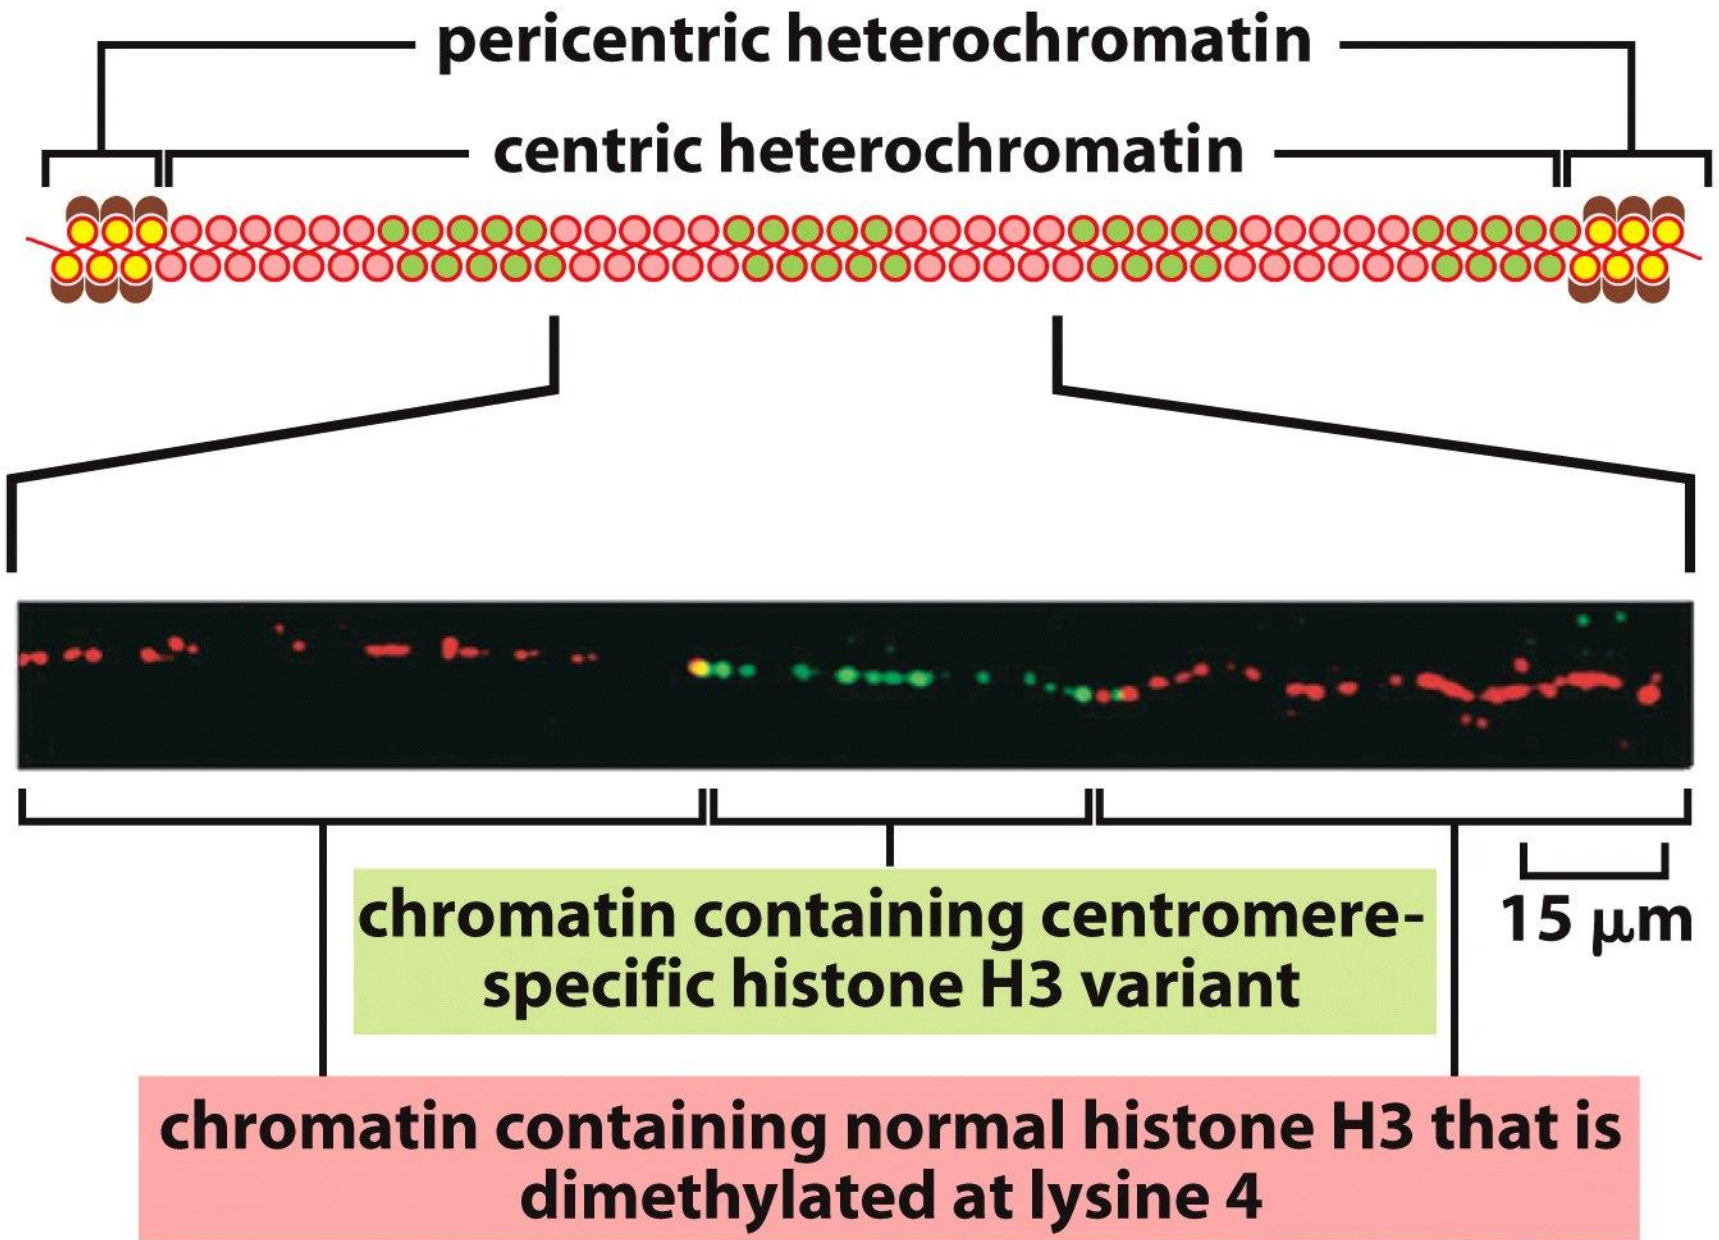 pericentric heterochromatin
centric heterochromatin
chromatin containing centromere-
specific histone H3 variant
15 μm
chromatin containing normal histone H3 that is
dimethylated at lysine 4